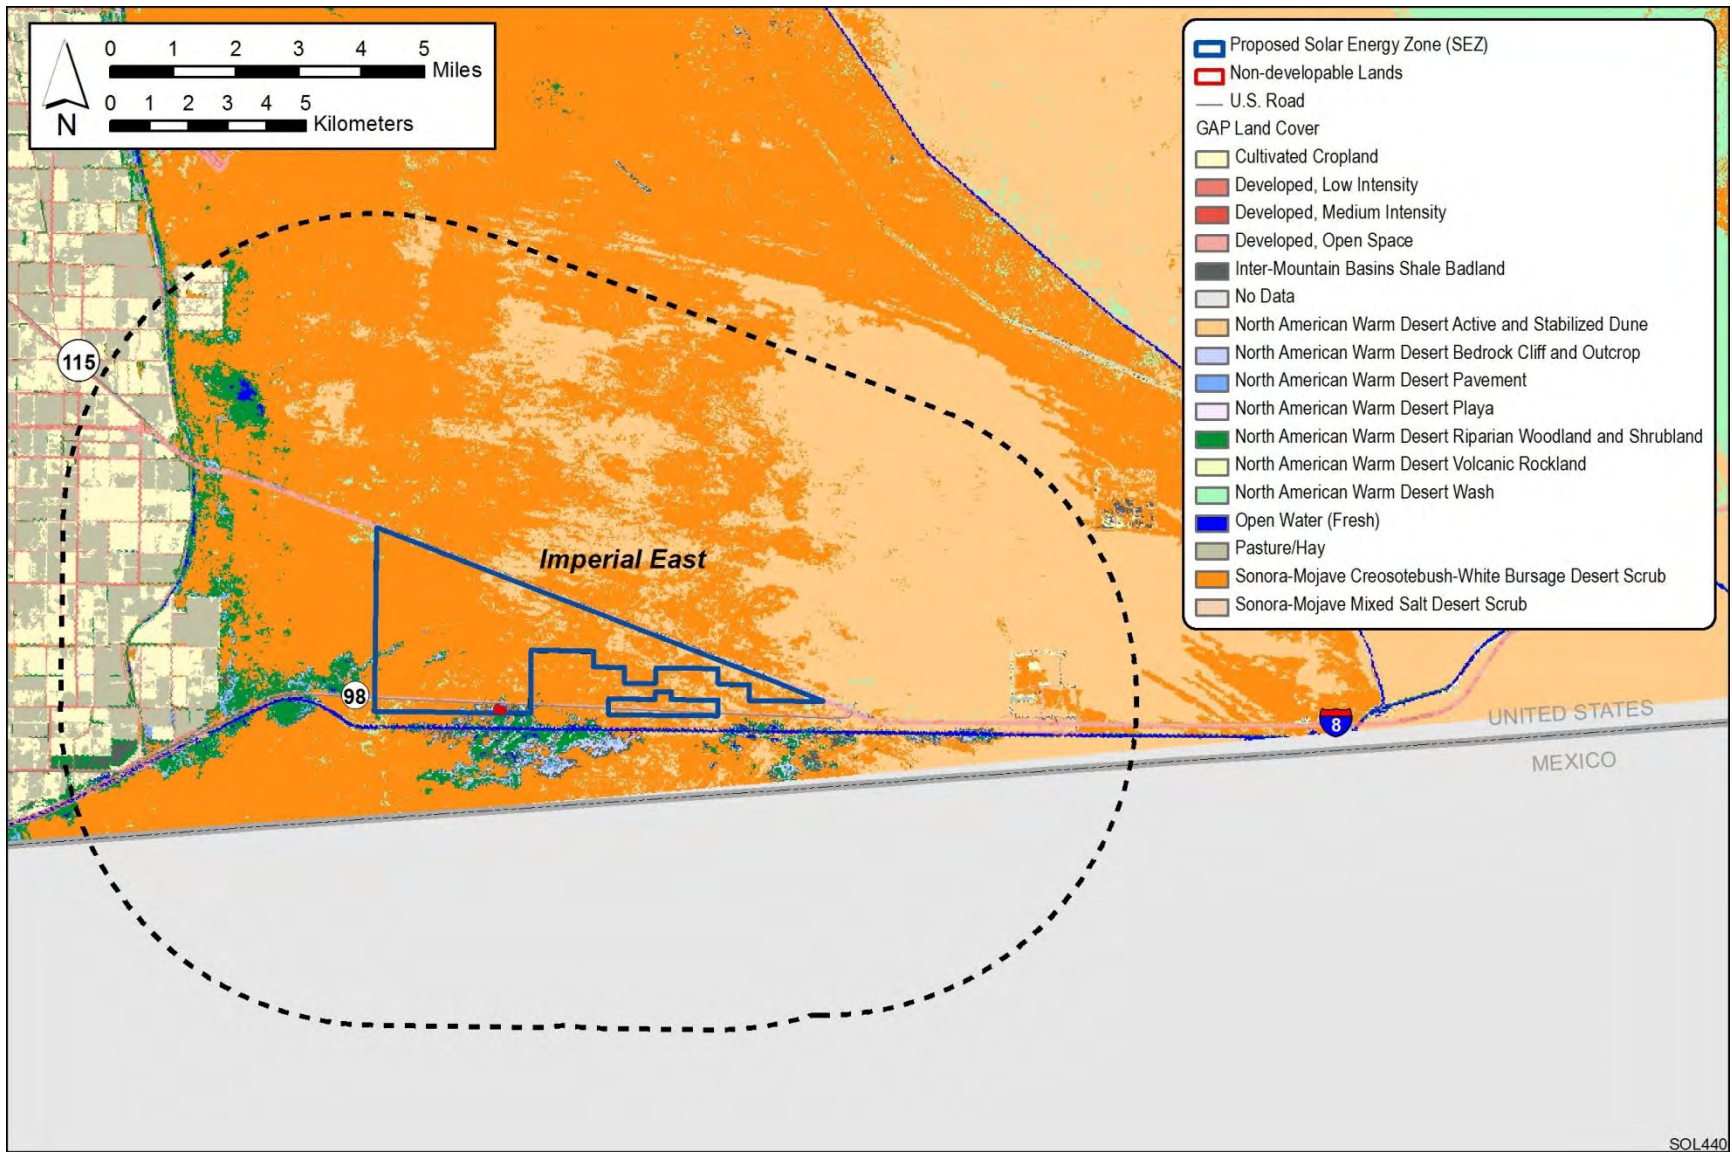 0 1 2 3 4 5
Miles
0 1 2 3 4 5
Kilometers
N
Proposed Solar Energy Zone (SEZ)
Non-developable Lands
U.S. Road
GAP Land Cover
Cultivated Cropland
Developed, Low Intensity
Developed, Medium Intensity
Developed, Open Space
Inter-Mountain Basins Shale Badland
No Data
North American Warm Desert Active and Stabilized Dune
North American Warm Desert Bedrock Cliff and Outcrop
North American Warm Desert Pavement
North American Warm Desert Playa
North American Warm Desert Riparian Woodland and Shrubland
North American Warm Desert Volcanic Rockland
North American Warm Desert Wash
Open Water (Fresh)
Pasture/Hay
Sonora-Mojave Creosotebush-White Bursage Desert Scrub
Sonora-Mojave Mixed Salt Desert Scrub
115
Imperial East
98
8
UNITED STATES
MEXICO
SOL440